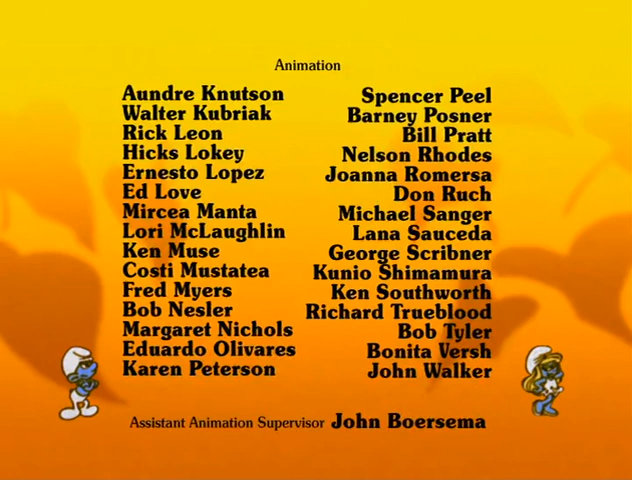 Animation
Aundre Knutson
Walter Kubriak
Rick Leon
Hicks Lokey
Ernesto Lopez
Ed Love
Mircea Manta
Lori McLaughlin
Ken Muse
Costi Mustatea
Fred Myers
Bob Nesler
Margaret Nichols
Eduardo Olivares
Karen Peterson
Spencer Peel
Barney Posner
Bill Pratt
Nelson Rhodes
Joanna Romersa
Don Ruch
Michael Sanger
Lana Sauceda
George Scribner
Kunio Shimamura
Ken Southworth
Richard Trueblood
Bob Tyler
Bonita Versh
John Walker
Assistant Animation Supervisor John Boersema